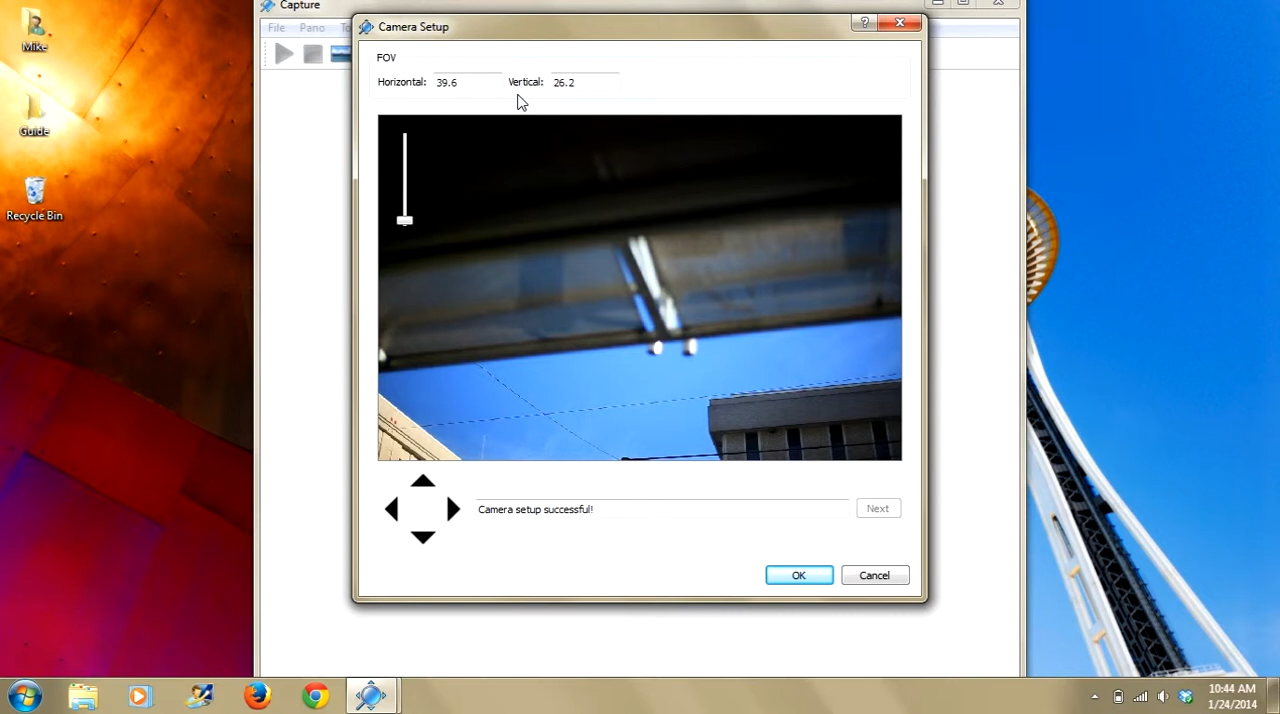 Capture
Mike
Camera Setup
?
File Pano
FOV
Horizontal: 39.6 Vertical: 26.2
Guide
Recycle Bin
Camera setup successful!
Next
OK
Cancel
10:44 AM
1/24/2014